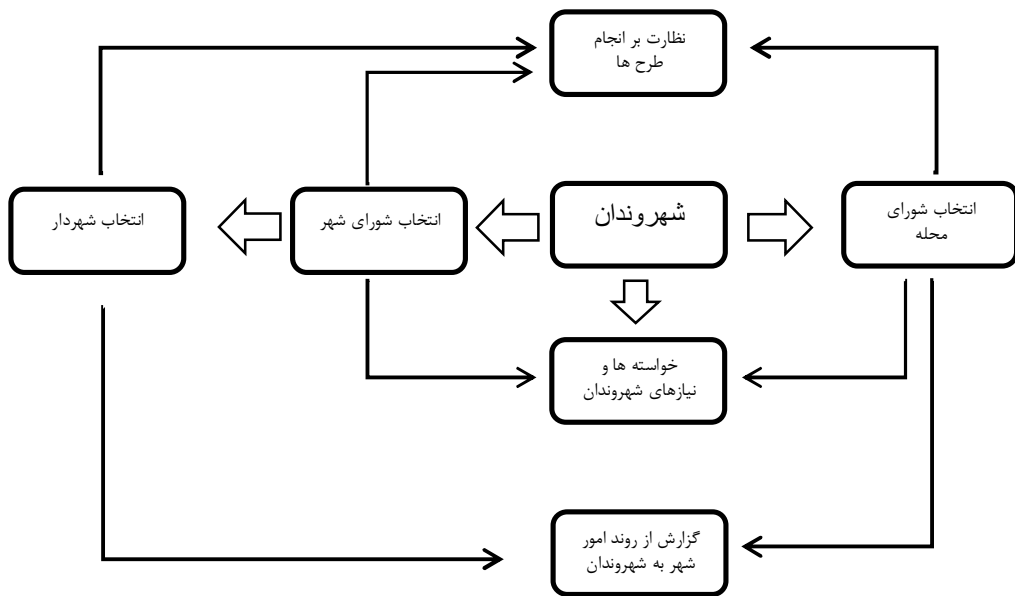 نظارت بر انجام
طرح ها
انتخاب شورای
محله
شهروندان
انتخاب شورای شهر
انتخاب شهردار
خواسته ها و
نیازهای شهروندان
گزارش از روند امور
شهر به شهروندان